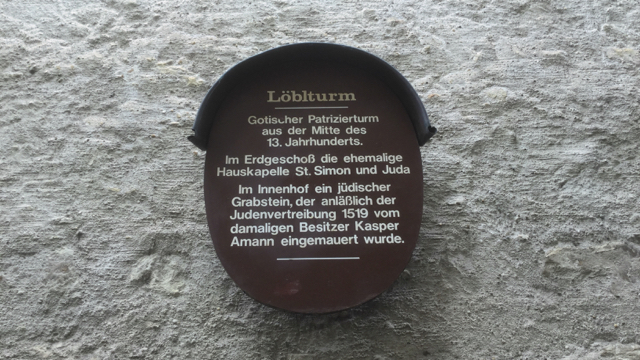 Löblturm
Gotischer Patrizierturm
aus der Mitte des
13. Jahrhunderts.
Im Erdgeschoß die ehemalige
Hauskapelle St. Simon und Juda
Im Innenhof ein jüdischer
Grabstein, der anläßlich der
Judenvertreibung 1519 vom
damaligen Besitzer Kasper
Amann eingemauert wurde.